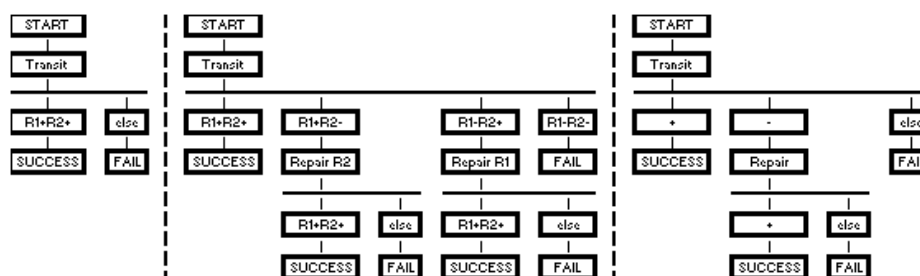 START
Transit
R1+R2+ else
SUCCESS FAIL
START
Transit
R1+R2+ R1+R2- R1-R2+ R1-R2-
SUCCESS Repair R2 Repair R1 FAIL
R1+R2+ else R1+R2+ else
SUCCESS FAIL SUCCESS FAIL
START
Transit
+ - else
SUCCESS Repair FAI
+ else
SUCCESS FAIL